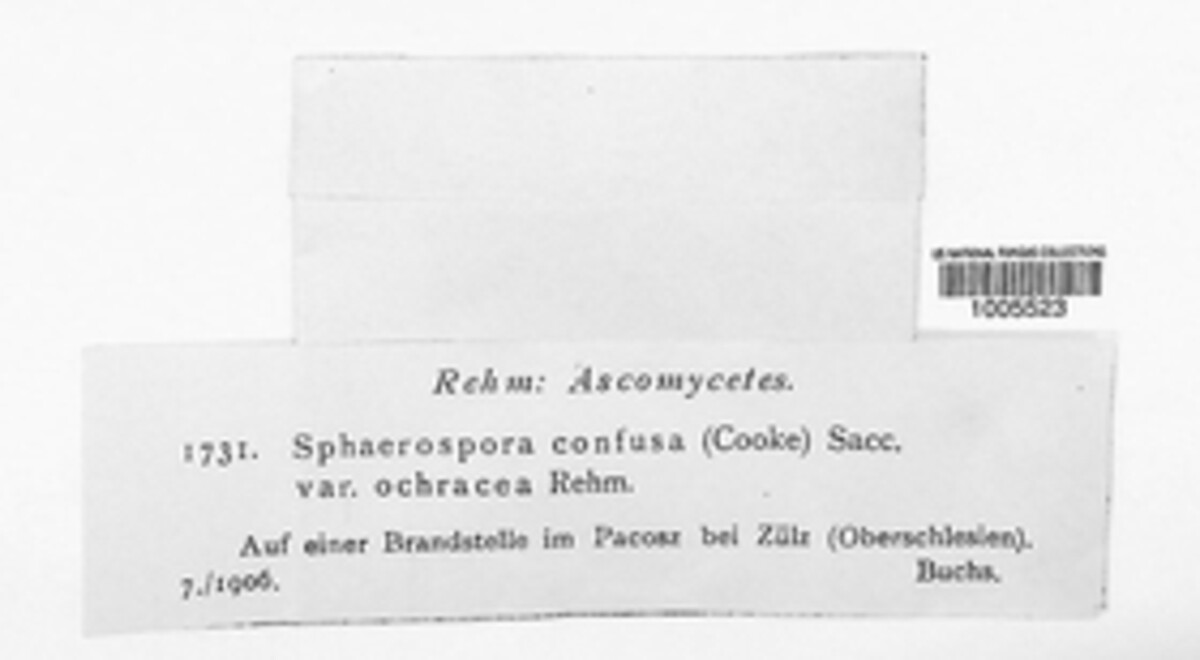 US NATIONAL FUNGUS COLLECTIONS
1005523
Rehm: Ascomycetes.
1731. Sphaerospora confusa (Cooke) Sacc.
var. ochracea Rehm.
Auf einer Brandstelle im Pacosz bei Zülz (Oberschlesien).
7./1906.
Buchs.